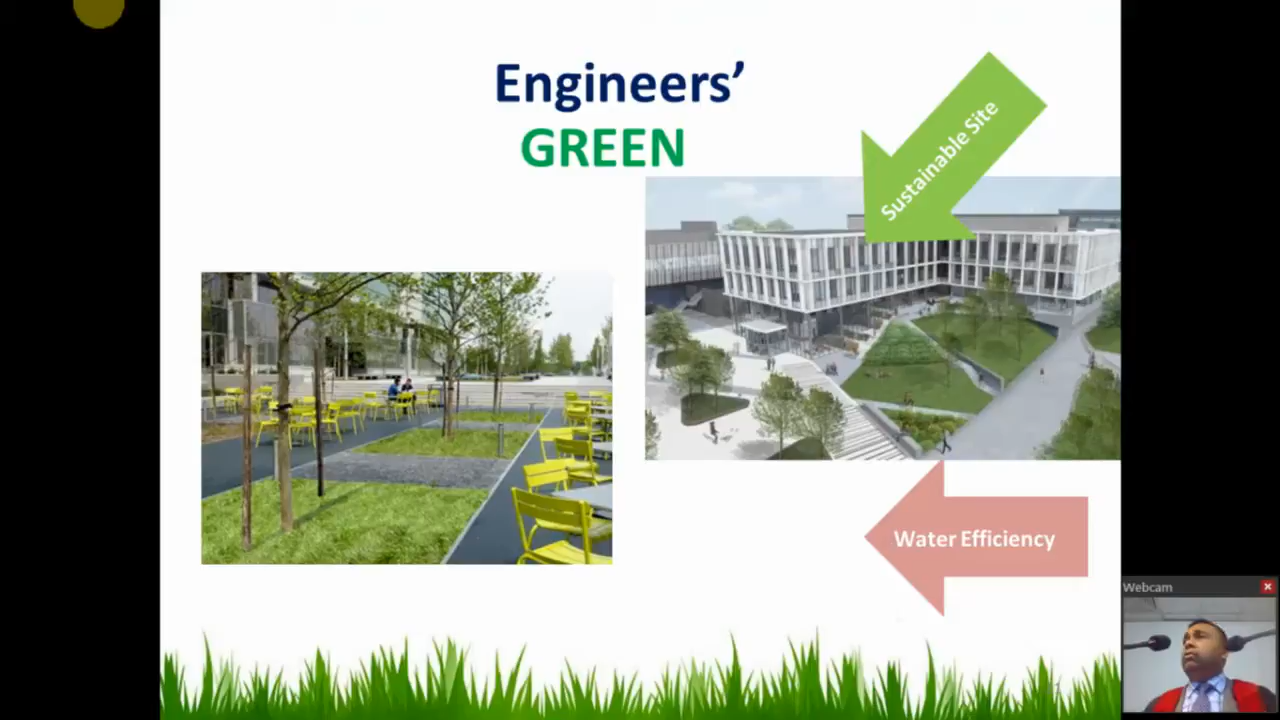 Engineers’
GREEN
Sustainable Site
Water Efficiency
Webcam